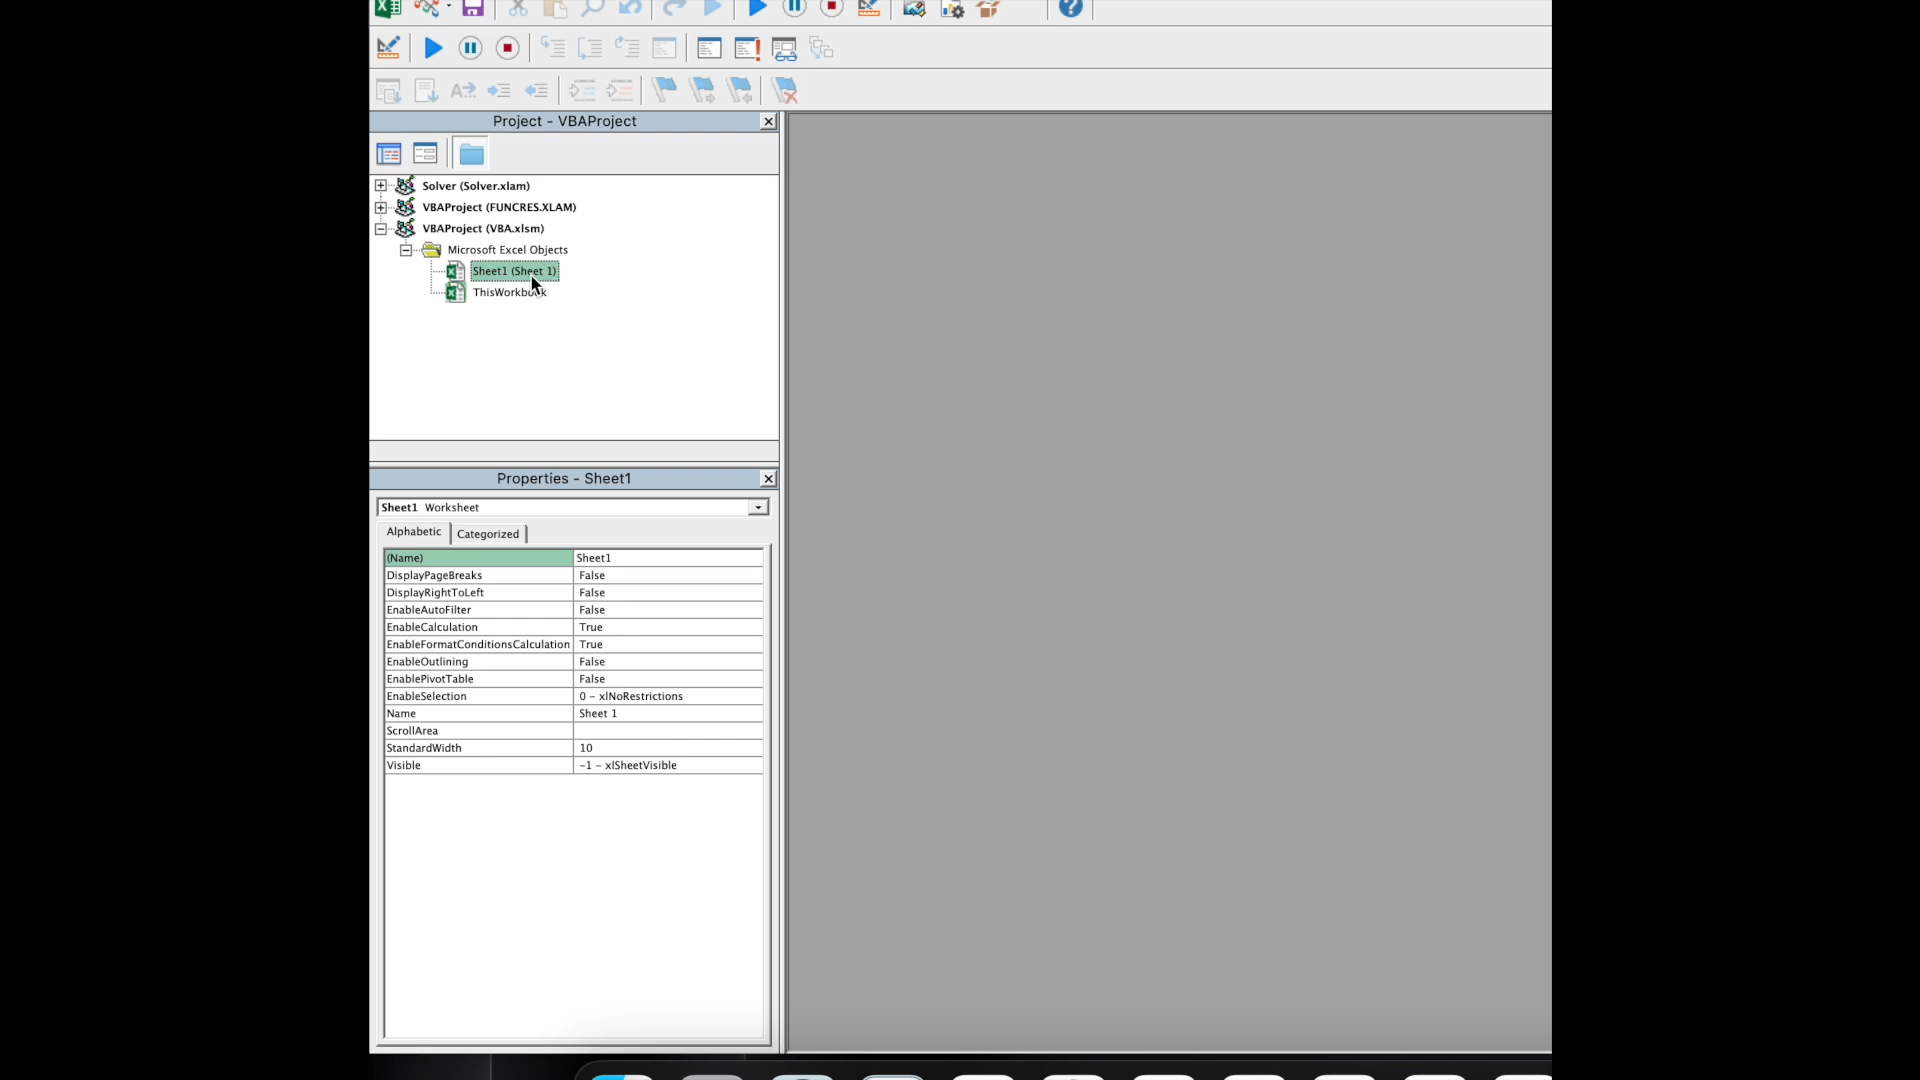 Project - VBAProject
Solver (Solver.xlam)
VBAProject (FUNCRES.XLAM)
VBAProject (VBA.xlsm)
Microsoft Excel Objects
Sheet1 (Sheet 1)
ThisWorkbook
Properties - Sheet1
Sheet1 Worksheet
Alphabetic Categorized
(Name) Sheet1
DisplayPageBreaks False
DisplayRightToLeft False
EnableAutoFilter False
EnableCalculation True
EnableFormatConditionsCalculation True
EnableOutlining False
EnablePivotTable False
EnableSelection 0 - xlNoRestrictions
Name Sheet 1
ScrollArea
StandardWidth 10
Visible -1 - xlSheetVisible